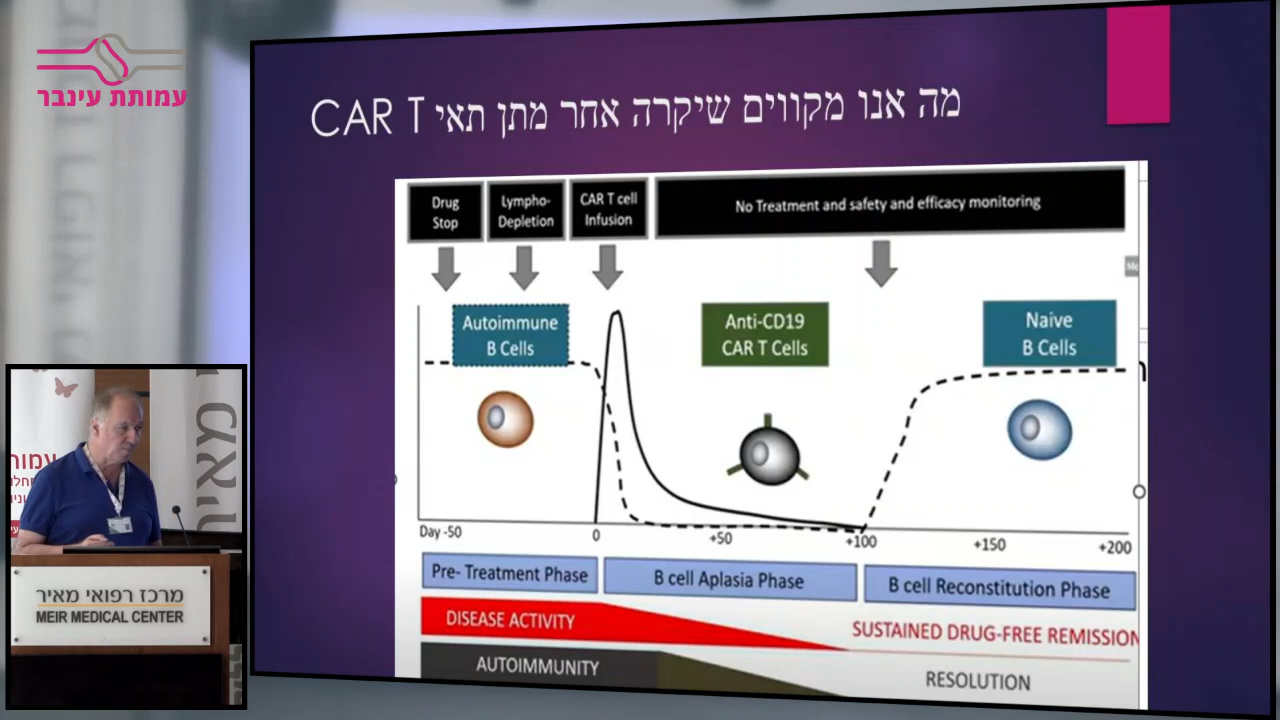 עמותת עינבר
מה אנו מקווים שיקרה אחר מתן תאי CAR T
Drug
Stop
Lympho-
Depletion
CAR T cell
Infusion
No Treatment and safety and efficacy monitoring
Autoimmune
B Cells
Anti-CD19
CAR T Cells
Naive
B Cells
Day -50
0
+50
+100
+150
+200
Pre- Treatment Phase
B cell Aplasia Phase
B cell Reconstitution Phase
DISEASE ACTIVITY
SUSTAINED DRUG-FREE REMISSION
AUTOIMMUNITY
RESOLUTION
מרכז רפואי מאיר
MEIR MEDICAL CENTER
מאיר